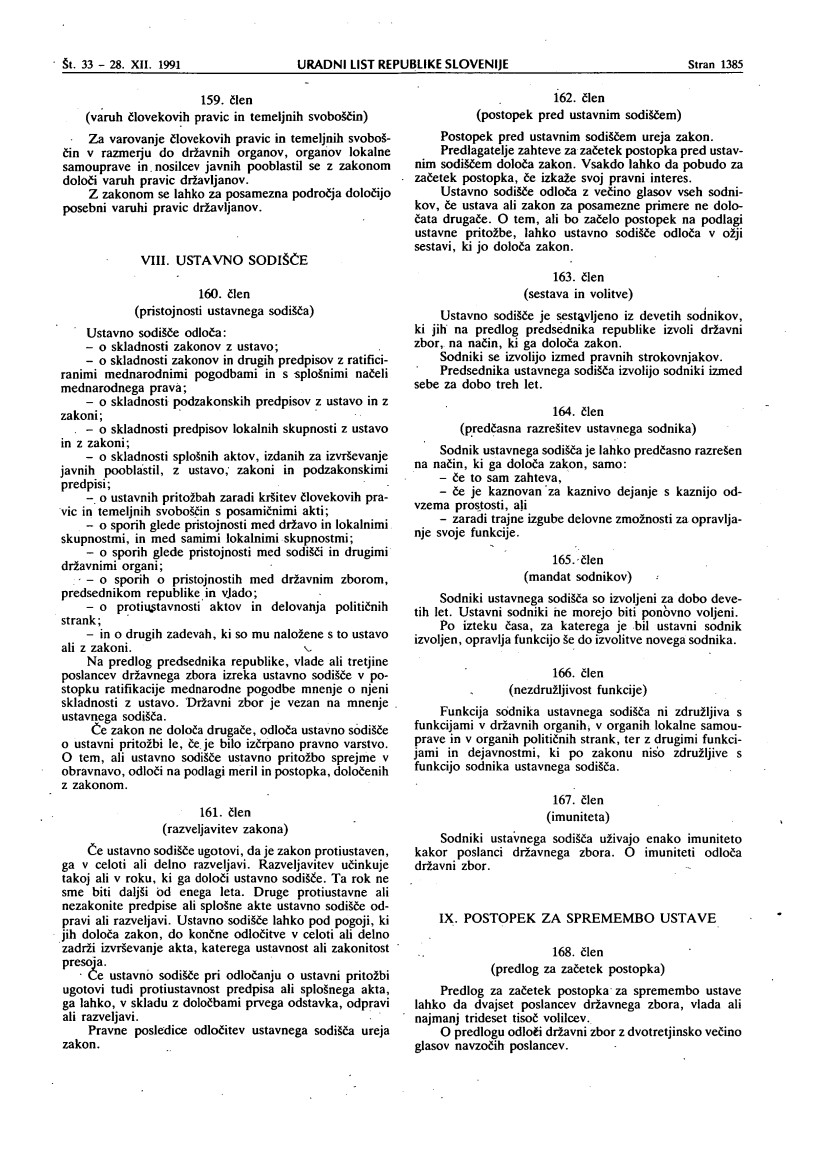 Št. 33 – 28. XII. 1991 URADNI LIST REPUBLIKE SLOVENIJE Stran 1385
159. člen
(varuh človekovih pravic in temeljnih svoboščin)
Za varovanje človekovih pravic in temeljnih svobo-
ščin v razmerju do državnih organov, organov lokalne
samouprave in nosilcev javnih pooblastil se z zakonom
določi varuh pravic državljanov.
Z zakonom se lahko za posamezna področja določijo
posebni varuhi pravic državljanov.
VIII. USTAVNO SODIŠČE
160. člen
(pristojnosti ustavnega sodišča)
Ustavno sodišče odloča:
– o skladnosti zakonov z ustavo;
– o skladnosti zakonov in drugih predpisov z ratifici-
ranimi mednarodnimi pogodbami in s splošnimi načeli
mednarodnega prava;
– o skladnosti podzakonskih predpisov z ustavo in z
zakoni;
– o skladnosti predpisov lokalnih skupnosti z ustavo
in z zakoni;
– o skladnosti splošnih aktov, izdanih za izvrševanje
javnih pooblastil, z ustavo, zakoni in podzakonskimi
predpisi;
– o ustavnih pritožbah zaradi kršitev človekovih pra-
vic in temeljnih svoboščin s posamičnimi akti;
– o sporih glede pristojnosti med državo in lokalnimi
skupnostmi, in med samimi lokalnimi skupnostmi;
– o sporih glede pristojnosti med sodišči in drugimi
državnimi organi;
– o sporih o pristojnostih med državnim zborom,
predsednikom republike in vlado;
– o protiustavnosti aktov in delovanja političnih
strank;
– in o drugih zadevah, ki so mu naložene s to ustavo
ali z zakoni.
Na predlog predsednika republike, vlade ali tretjine
poslancev državnega zbora izreka ustavno sodišče v po-
stopku ratifikacije mednarodne pogodbe mnenje o njeni
skladnosti z ustavo. Državni zbor je vezan na mnenje
ustavnega sodišča.
Če zakon ne določa drugače, odloča ustavno sodišče
o ustavni pritožbi le, če je bilo izčrpano pravno varstvo.
O tem, ali ustavno sodišče ustavno pritožbo sprejme v
obravnavo, odloči na podlagi meril in postopka, določenih
z zakonom.
161. člen
(razveljavitev zakona)
Če ustavno sodišče ugotovi, da je zakon protiustaven,
ga v celoti ali delno razveljavi. Razveljavitev učinkuje
takoj ali v roku, ki ga določi ustavno sodišče. Ta rok ne
sme biti daljši od enega leta. Druge protiustavne ali
nezakonite predpise ali splošne akte ustavno sodišče od-
pravi ali razveljavi. Ustavno sodišče lahko pod pogoji, ki
jih določa zakon, do končne odločitve v celoti ali delno
zadrži izvrševanje akta, katerega ustavnost ali zakonitost
presoja.
Če ustavno sodišče pri odločanju o ustavni pritožbi
ugotovi tudi protiustavnost predpisa ali splošnega akta,
ga lahko, v skladu z določbami prvega odstavka, odpravi
ali razveljavi.
Pravne posledice odločitev ustavnega sodišča ureja
zakon.
162. člen
(postopek pred ustavnim sodiščem)
Postopek pred ustavnim sodiščem ureja zakon.
Predlagatelje zahteve za začetek postopka pred ustav-
nim sodiščem določa zakon. Vsakdo lahko da pobudo za
začetek postopka, če izkaže svoj pravni interes.
Ustavno sodišče odloča z večino glasov vseh sodni-
kov, če ustava ali zakon za posamezne primere ne dolo-
čata drugače. O tem, ali bo začelo postopek na podlagi
ustavne pritožbe, lahko ustavno sodišče odloča v ožji
sestavi, ki jo določa zakon.
163. člen
(sestava in volitve)
Ustavno sodišče je sestavljeno iz devetih sodnikov,
ki jih na predlog predsednika republike izvoli državni
zbor, na način, ki ga določa zakon.
Sodniki se izvolijo izmed pravnih strokovnjakov.
Predsednika ustavnega sodišča izvolijo sodniki izmed
sebe za dobo treh let.
164. člen
(predčasna razrešitev ustavnega sodnika)
Sodnik ustavnega sodišča je lahko predčasno razrešen
na način, ki ga določa zakon, samo:
– če to sam zahteva,
– če je kaznovan za kaznivo dejanje s kaznijo od-
vzema prostosti, ali
– zaradi trajne izgube delovne zmožnosti za opravlja-
nje svoje funkcije.
165. člen
(mandat sodnikov)
Sodniki ustavnega sodišča so izvoljeni za dobo deve-
tih let. Ustavni sodniki ne morejo biti ponovno voljeni.
Po izteku časa, za katerega je bil ustavni sodnik
izvoljen, opravlja funkcijo še do izvolitve novega sodnika.
166. člen
(nezdružljivost funkcije)
Funkcija sodnika ustavnega sodišča ni združljiva s
funkcijami v državnih organih, v organih lokalne samou-
prave in v organih političnih strank, ter z drugimi funkci-
jami in dejavnostmi, ki po zakonu niso združljive s
funkcijo sodnika ustavnega sodišča.
167. člen
(imuniteta)
Sodniki ustavnega sodišča uživajo enako imuniteto
kakor poslanci državnega zbora. O imuniteti odloča
državni zbor.
IX. POSTOPEK ZA SPREMEMBO USTAVE
168. člen
(predlog za začetek postopka)
Predlog za začetek postopka za spremembo ustave
lahko da dvajset poslancev državnega zbora, vlada ali
najmanj trideset tisoč volilcev.
O predlogu odloči državni zbor z dvotretjinsko večino
glasov navzočih poslancev.